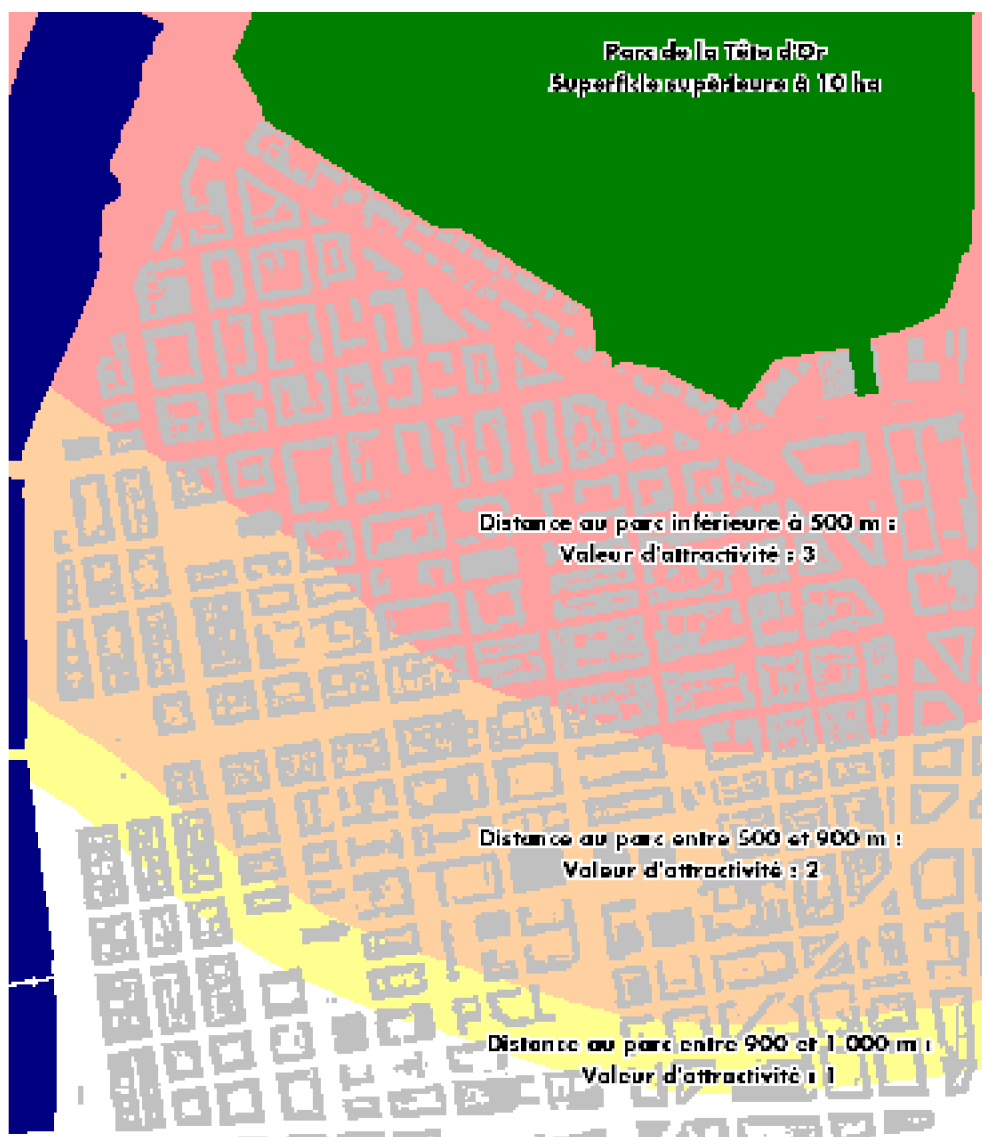 Parc de la Tête d'Or
Superficie supérieure à 10 ha
Distance au parc inférieure à 500 m :
Valeur d'attractivité : 3
Distance au parc entre 500 et 900 m :
Valeur d'attractivité : 2
Distance au parc entre 900 et 1 000 m :
Valeur d'attractivité : 1